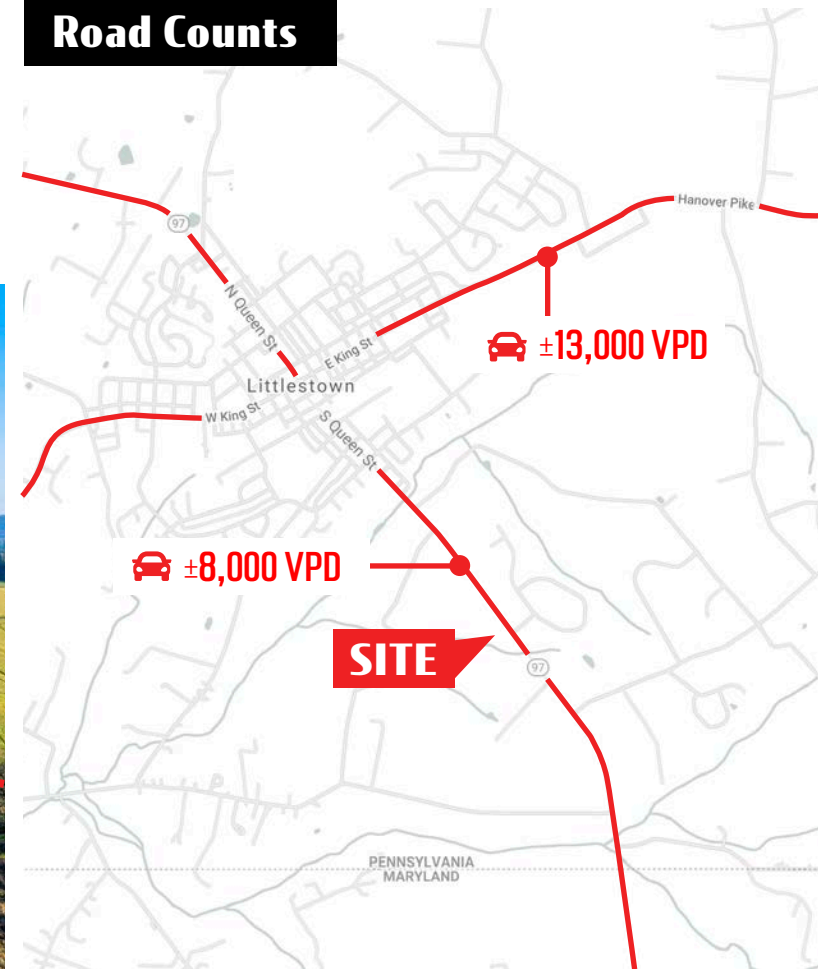 Road Counts
Hanover Pike
97
N Queen St
±13,000 VPD
E King St
Littlestown
W King St
S Queen St
±8,000 VPD
SITE
97
PENNSYLVANIA
MARYLAND